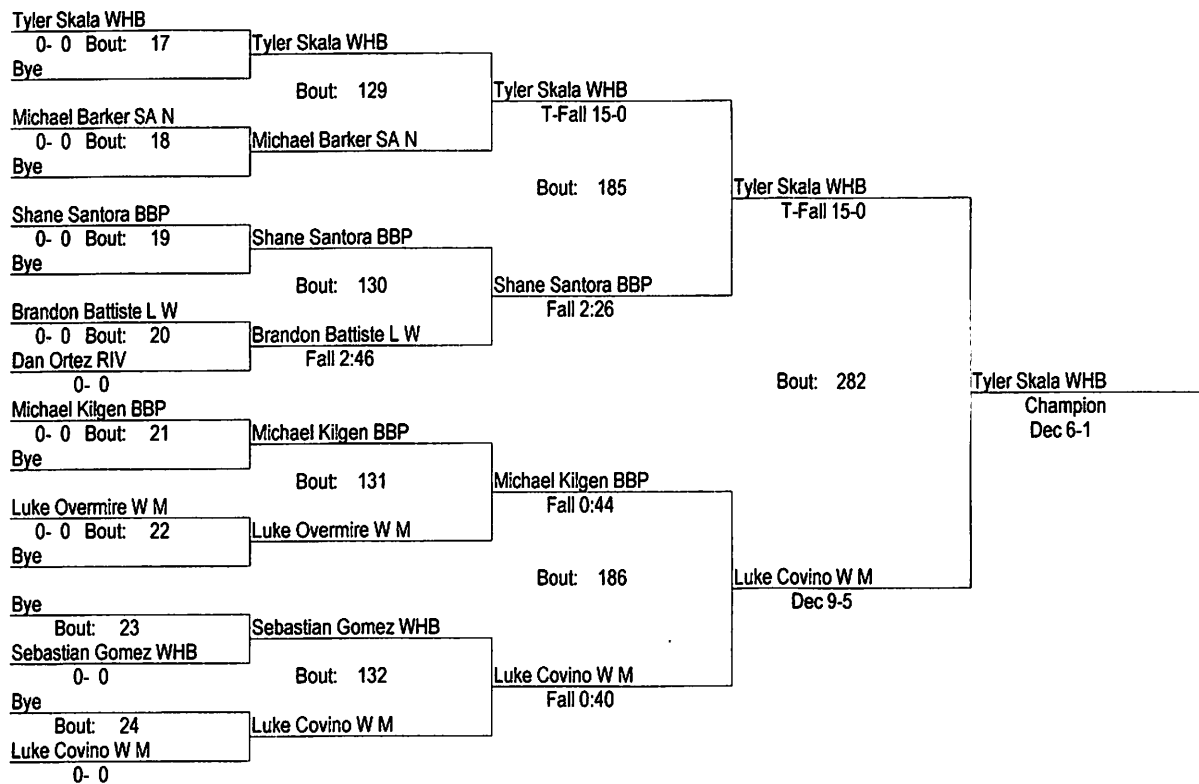 Tyler Skala WHB
0- 0 Bout: 17
Bye
Michael Barker SA N
0- 0 Bout: 18
Bye
Shane Santora BBP
0- 0 Bout: 19
Bye
Brandon Battiste L W
0- 0 Bout: 20
Dan Ortez RIV
0- 0
Michael Kilgen BBP
0- 0 Bout: 21
Bye
Luke Overmire W M
0- 0 Bout: 22
Bye
Bye
Bout: 23
Sebastian Gomez WHB
0- 0
Bye
Bout: 24
Luke Covino W M
0- 0
Tyler Skala WHB
Bout: 129
Michael Barker SA N
Shane Santora BBP
Bout: 130
Brandon Battiste L W
Fall 2:46
Michael Kilgen BBP
Bout: 131
Luke Overmire W M
Sebastian Gomez WHB
Bout: 132
Luke Covino W M
Tyler Skala WHB
T-Fall 15-0
Bout: 185
Shane Santora BBP
Fall 2:26
Michael Kilgen BBP
Fall 0:44
Bout: 186
Luke Covino W M
Fall 0:40
Tyler Skala WHB
T-Fall 15-0
Bout: 282
Luke Covino W M
Dec 9-5
Tyler Skala WHB
Champion
Dec 6-1